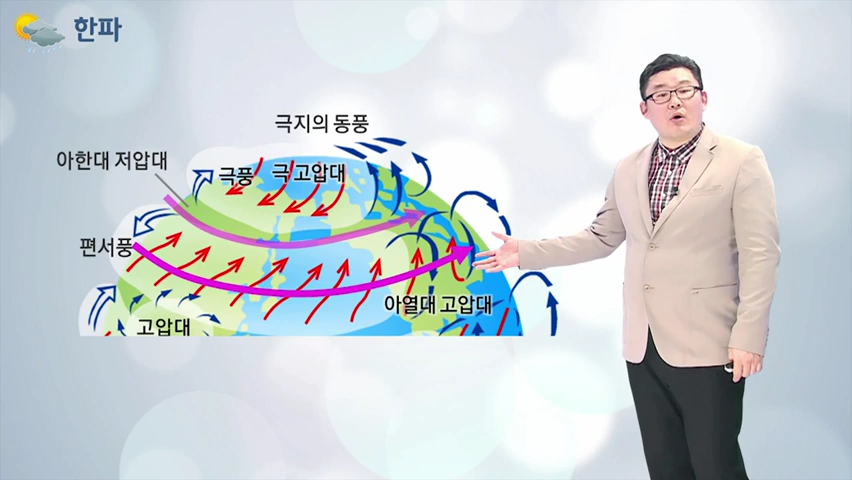 한파
극지의 동풍
아한대 저압대
극풍
극 고압대
편서풍
아열대 고압대
고압대